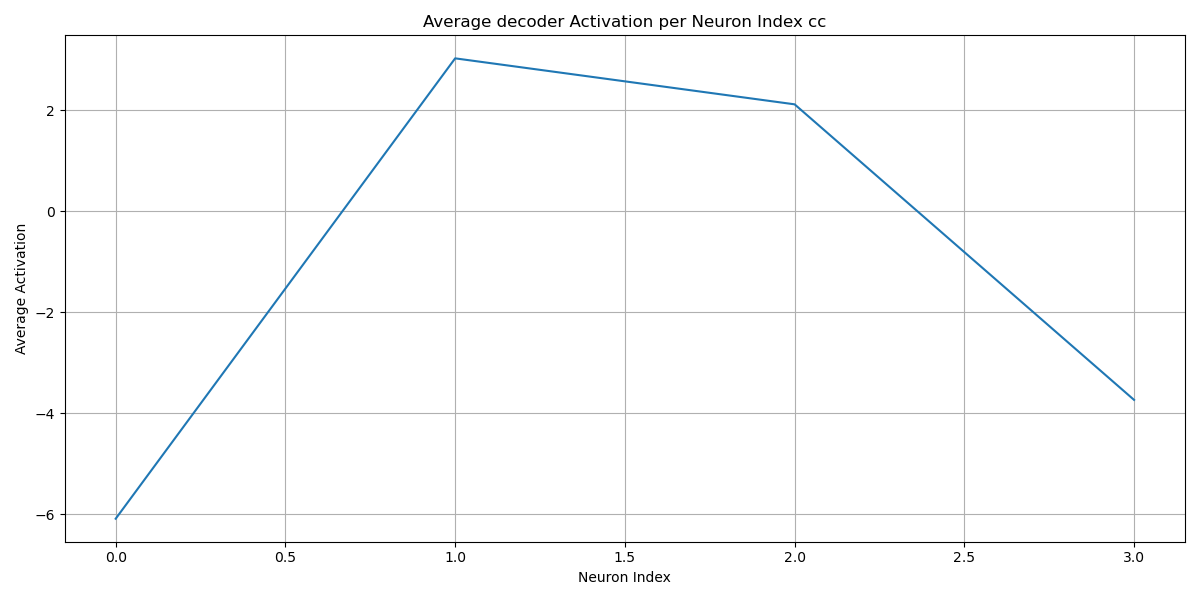 Average decoder Activation per Neuron Index cc
Average Activation
2
0
−2
−4
−6
0.0 0.5 1.0 1.5 2.0 2.5 3.0
Neuron Index